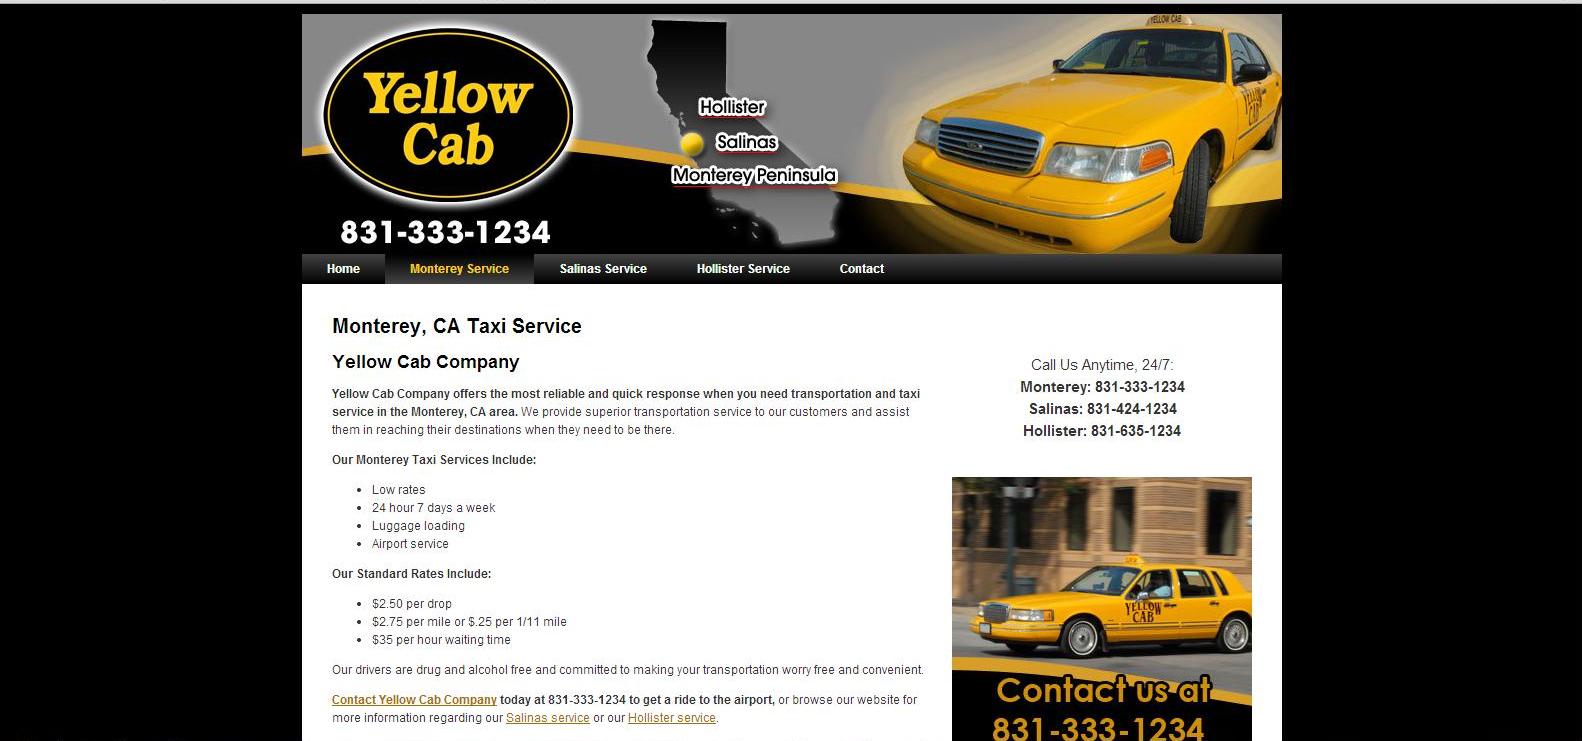 Yellow
Cab
831-333-1234
Hollister
Salinas
Monterey Peninsula
YELLOW CAB
YELLOW
CAB
Home Monterey Service Salinas Service Hollister Service Contact
Monterey, CA Taxi Service
Yellow Cab Company
Yellow Cab Company offers the most reliable and quick response when you need transportation and taxi
service in the Monterey, CA area. We provide superior transportation service to our customers and assist
them in reaching their destinations when they need to be there.
Our Monterey Taxi Services Include:
• Low rates
• 24 hour 7 days a week
• Luggage loading
• Airport service
Our Standard Rates Include:
• $2.50 per drop
• $2.75 per mile or $.25 per 1/11 mile
• $35 per hour waiting time
Our drivers are drug and alcohol free and committed to making your transportation worry free and convenient.
Contact Yellow Cab Company today at 831-333-1234 to get a ride to the airport, or browse our website for
more information regarding our Salinas service or our Hollister service.
Call Us Anytime, 24/7:
Monterey: 831-333-1234
Salinas: 831-424-1234
Hollister: 831-635-1234
YELLOW
CAB
Contact us at
831-333-1234